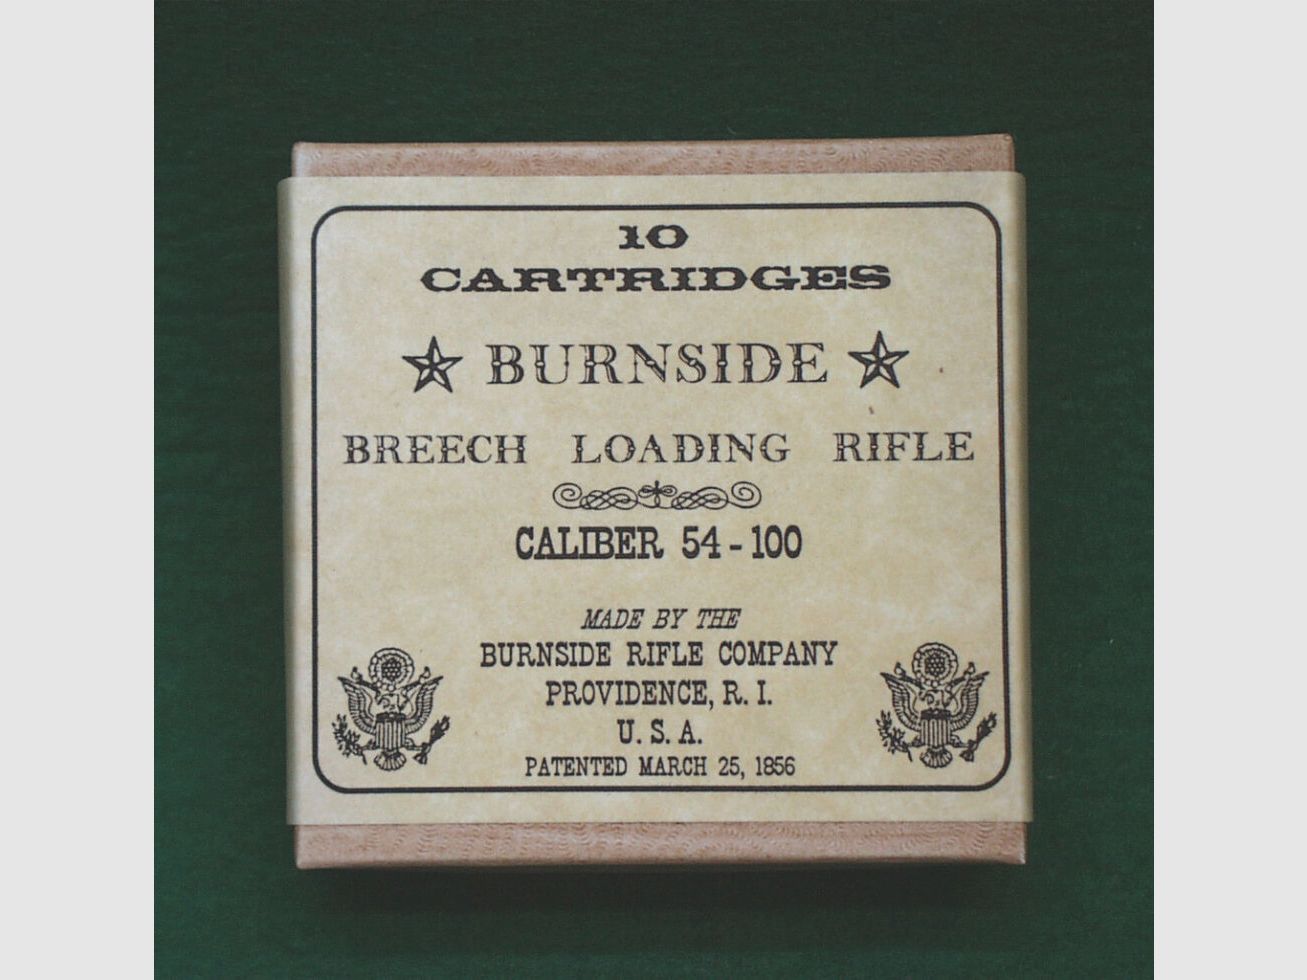 10
CARTRIDGES
BURNSIDE
BREECH LOADING RIFLE
CALIBER 54-100
MADE BY THE
BURNSIDE RIFLE COMPANY
PROVIDENCE, R. I.
U. S. A.
PATENTED MARCH 25, 1856